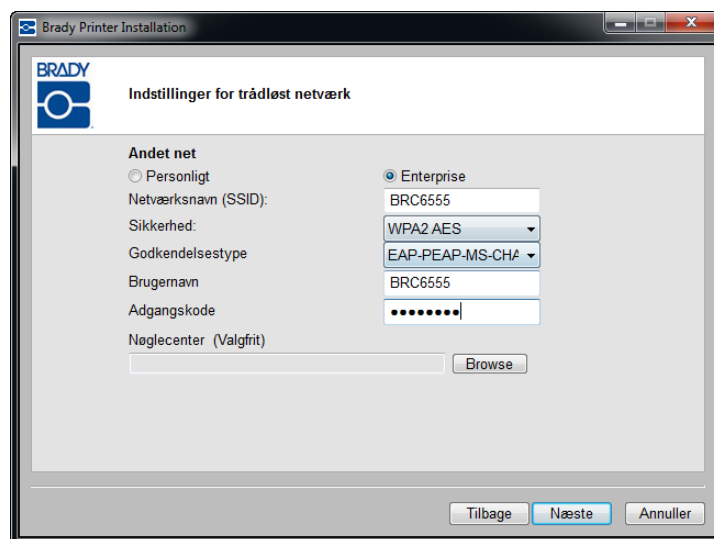 Brady Printer Installation
BRADY
Indstillinger for trådløst netværk
Andet net
Personligt
Enterprise
Netværksnavn (SSID):
BRC6555
Sikkerhed:
WPA2 AES
Godkendelsestype
EAP-PEAP-MS-CHA
Brugernavn
BRC6555
Adgangskode
●●●●●●●●
Nøglecenter (Valgfrit)
Browse
Tilbage
Næste
Annuller